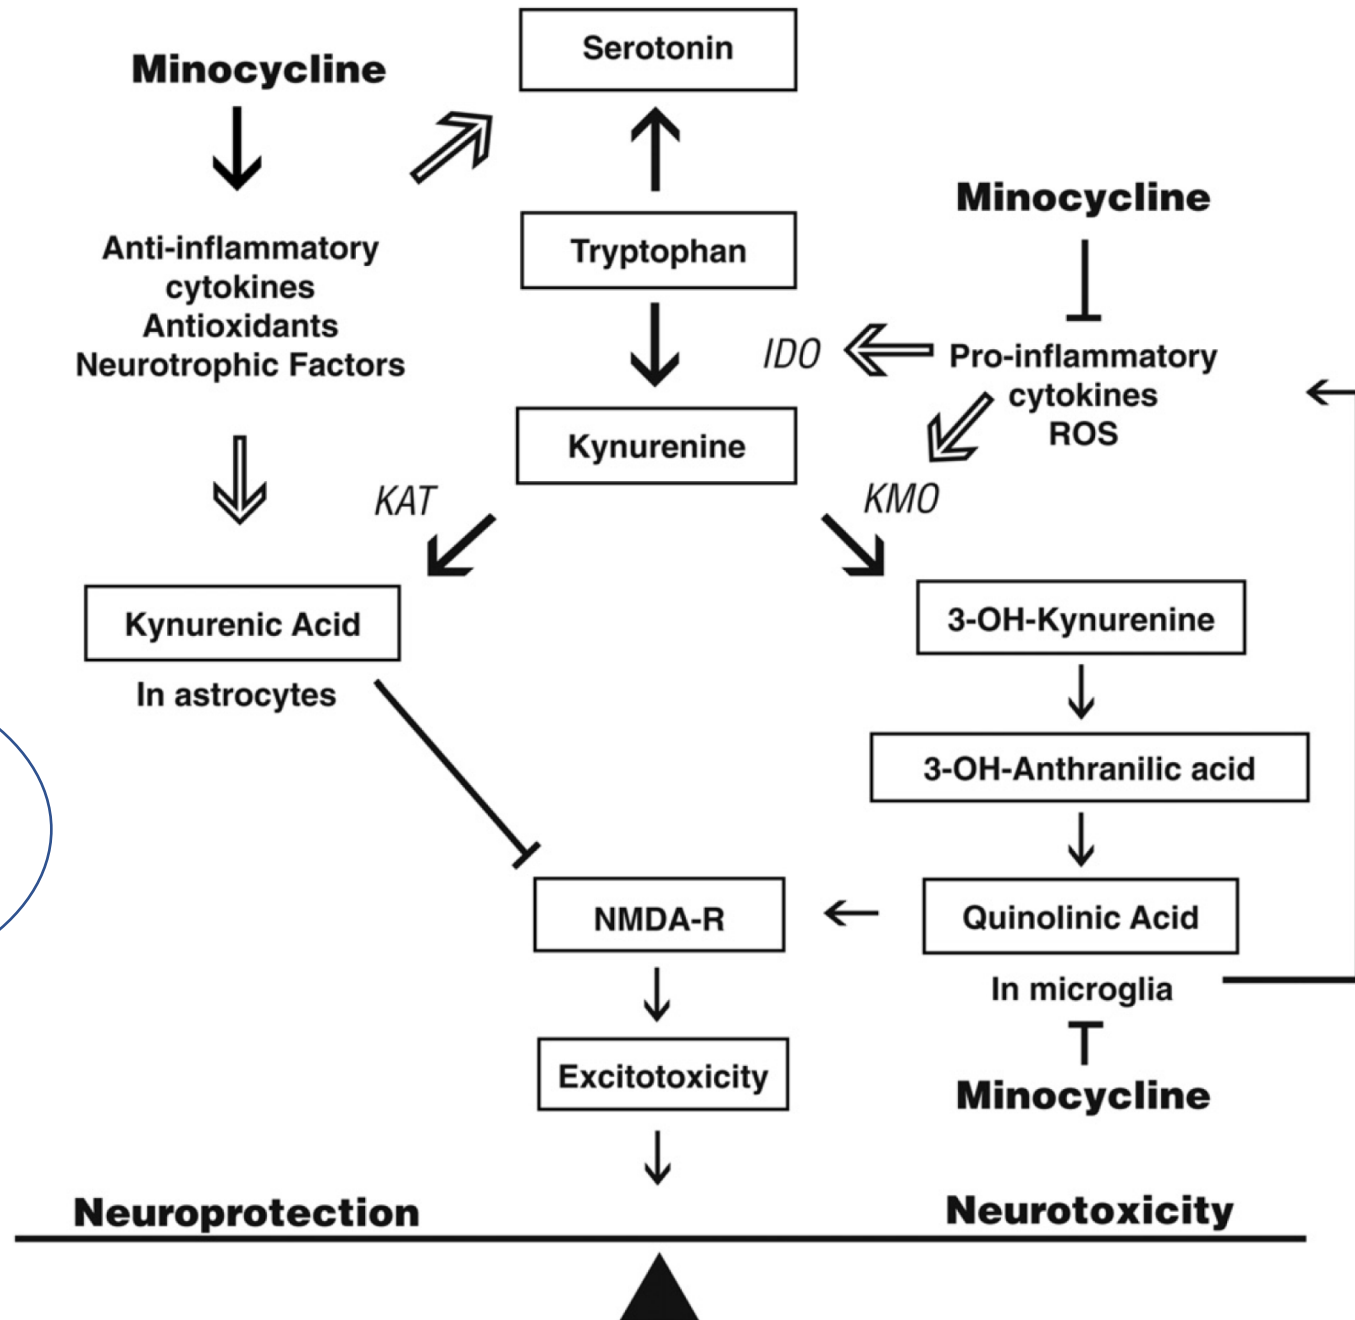 Serotonin
Minocycline
Minocycline
Tryptophan
Anti-inflammatory
cytokines
Antioxidants
Neurotrophic Factors
IDO
Pro-inflammatory
cytokines
ROS
Kynurenine
KAT
KMO
Kynurenic Acid
In astrocytes
3-OH-Kynurenine
3-OH-Anthranilic acid
NMDA-R
Quinolinic Acid
In microglia
Excitotoxicity
Minocycline
Neuroprotection
Neurotoxicity